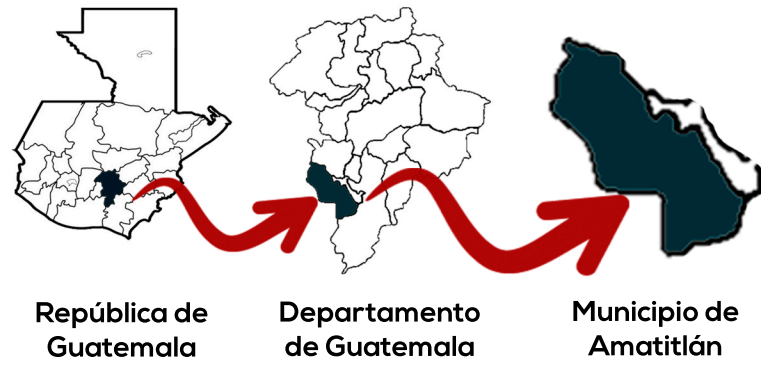 República de
Guatemala
Departamento
de Guatemala
Municipio de
Amatitlán